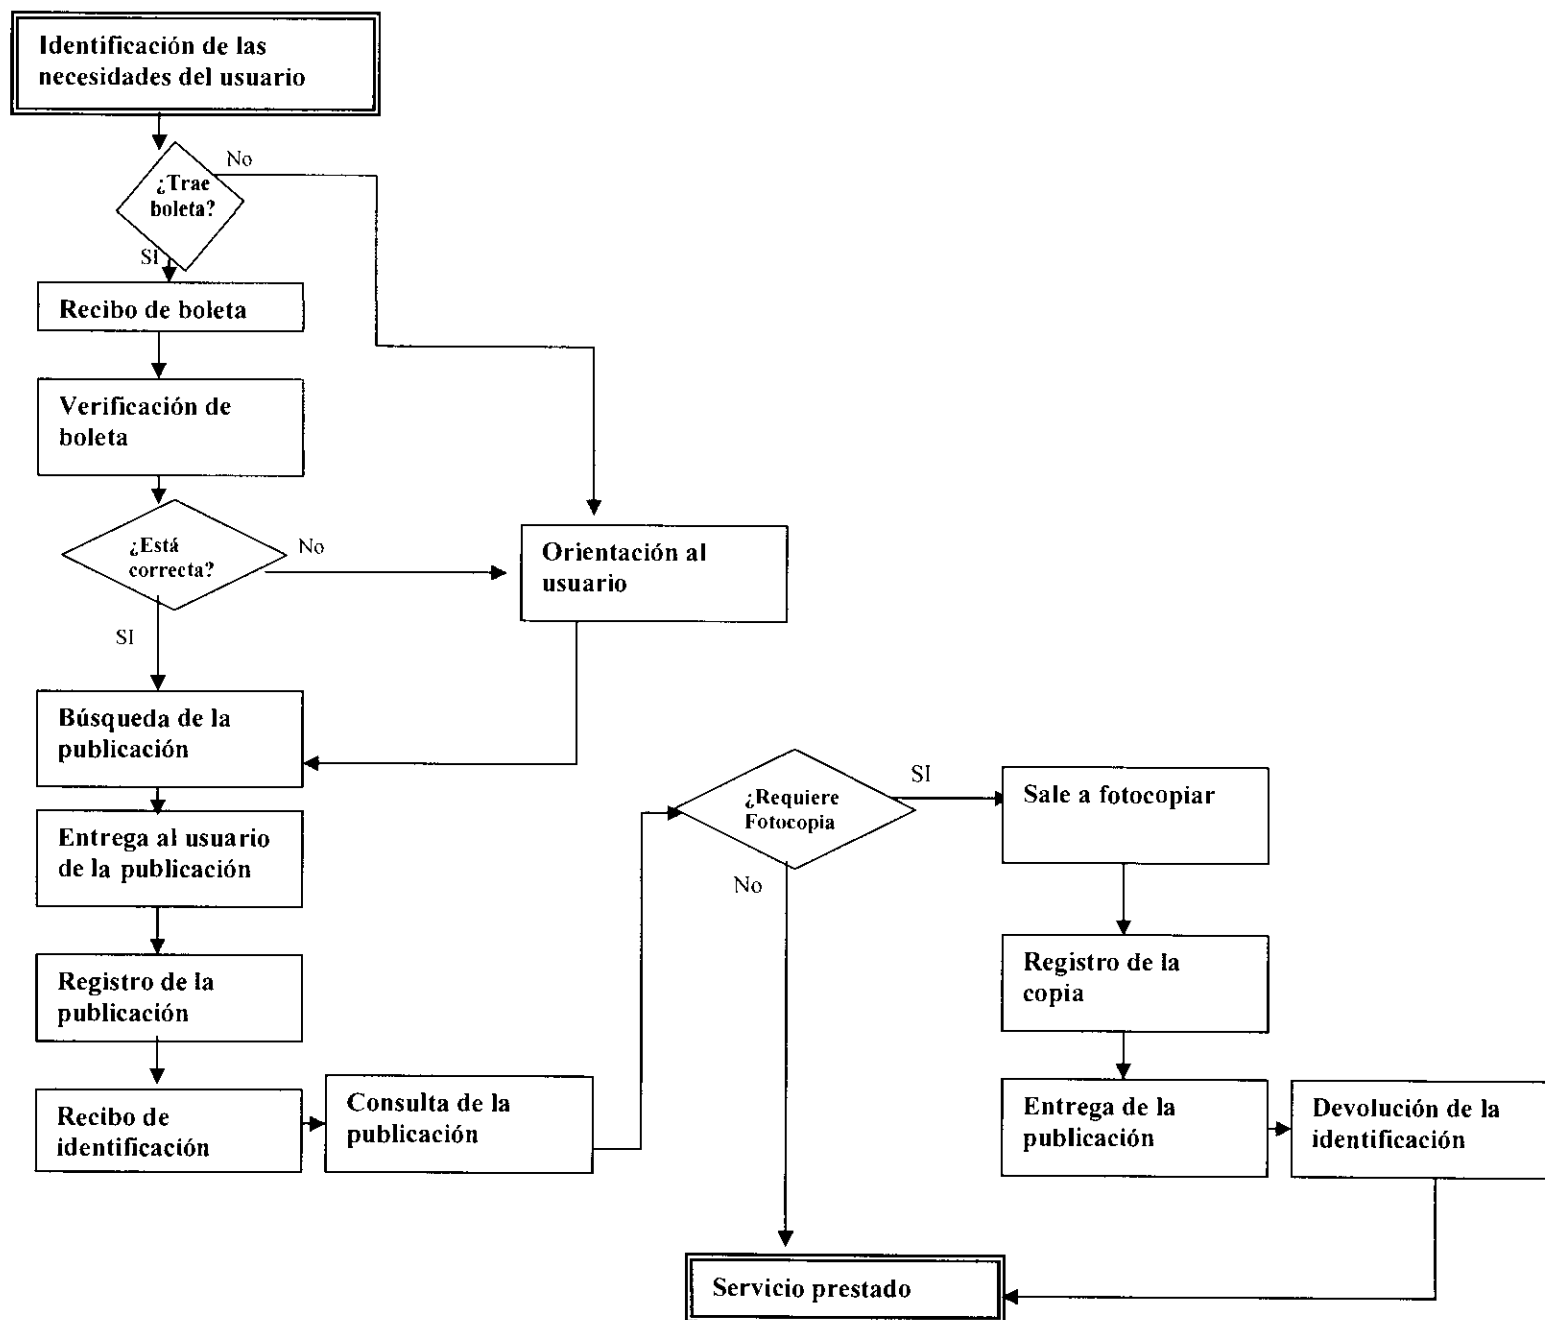 Identificación de las
necesidades del usuario
No
¿Trae
boleta?
SI
Recibo de boleta
Verificación de
boleta
¿Está
correcta?
No
Orientación al
usuario
SI
Búsqueda de la
publicación
Entrega al usuario
de la publicación
Registro de la
publicación
Recibo de
identificación
Consulta de la
publicación
¿Requiere
Fotocopia
SI
No
Sale a fotocopiar
Registro de la
copia
Entrega de la
publicación
Devolución de la
identificación
Servicio prestado